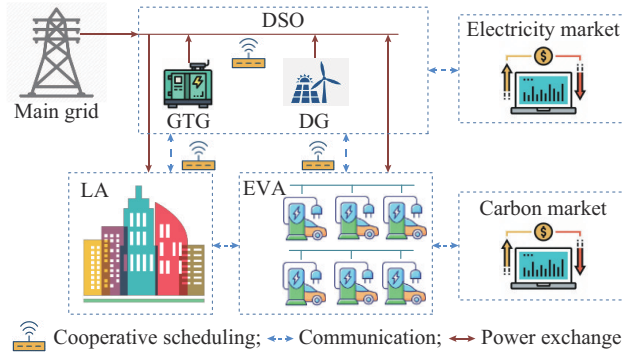 DSO
Main grid
GTG
DG
Electricity market
LA
EVA
Carbon market
Cooperative scheduling; Communication; Power exchange